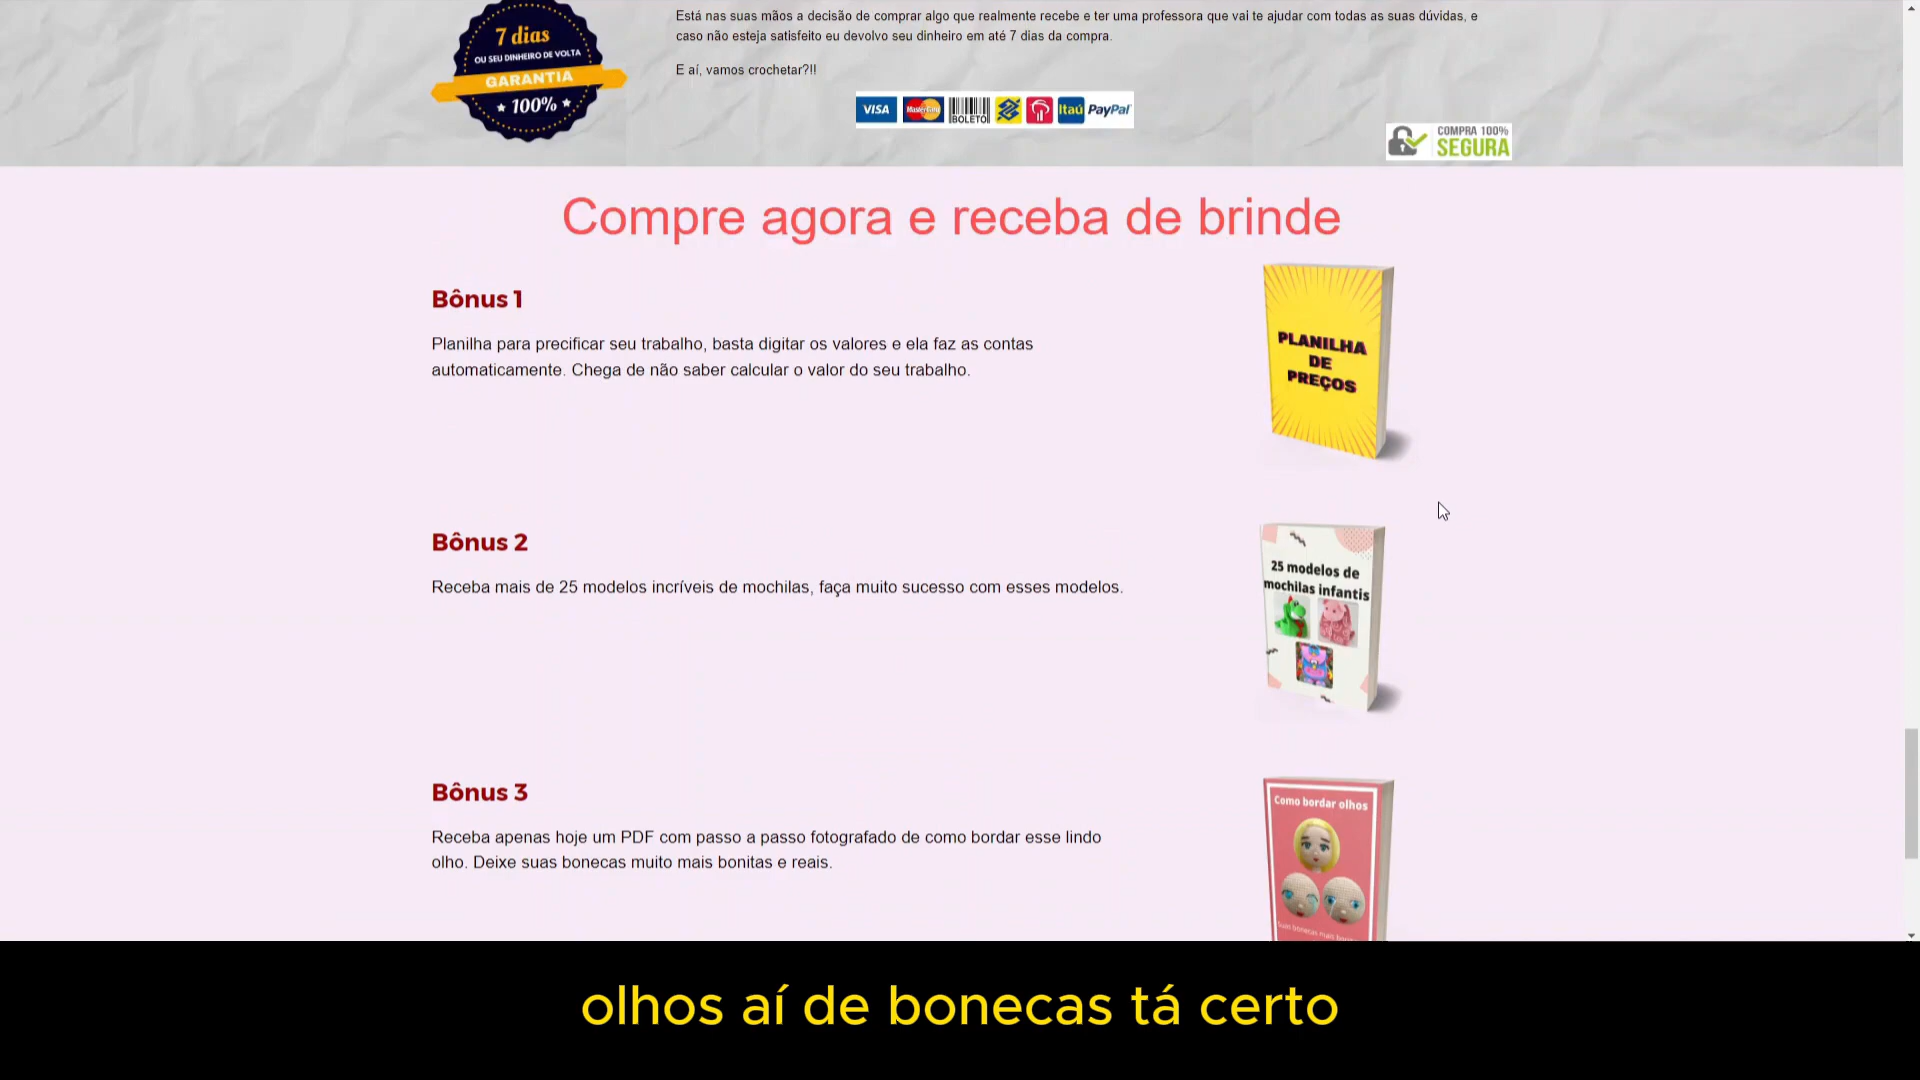 Está nas suas mãos a decisão de comprar algo que realmente recebe e ter uma professora que vai te ajudar com todas as suas dúvidas, e
caso não esteja satisfeito eu devolvo seu dinheiro em até 7 dias da compra.
E aí, vamos crochetar?!!
7 dias
OU SEU DINHEIRO DE VOLTA
GARANTIA
100%
VISA
MasterCard
BOLETO
Itaú
PayPal
COMPRA 100%
SEGURA
Compre agora e receba de brinde
Bônus 1
Planilha para precificar seu trabalho, basta digitar os valores e ela faz as contas
automaticamente. Chega de não saber calcular o valor do seu trabalho.
PLANILHA
DE
PREÇOS
Bônus 2
Receba mais de 25 modelos incríveis de mochilas, faça muito sucesso com esses modelos.
25 modelos de
mochilas infantis
Bônus 3
Receba apenas hoje um PDF com passo a passo fotografado de como bordar esse lindo
olho. Deixe suas bonecas muito mais bonitas e reais.
Como bordar olhos
olhos aí de bonecas tá certo